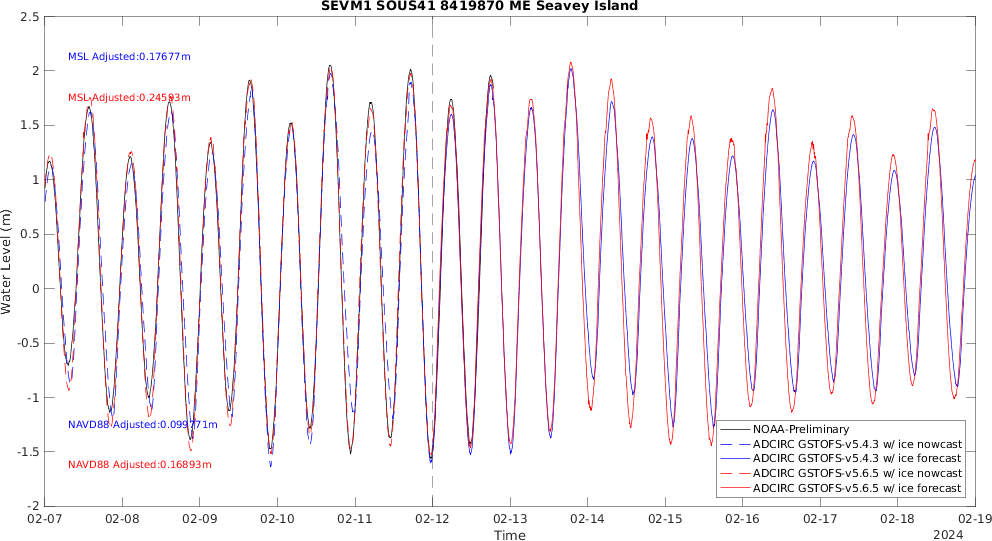 SEVM1 SOUS41 8419870 ME Seavey Island
2.5
2
1.5
1
0.5
0
-0.5
-1
-1.5
-2
Water Level (m)
MSL Adjusted:0.17677m
MSL Adjusted:0.24593m
NAVD88 Adjusted:0.099771m
NAVD88 Adjusted:0.16893m
NOAA-Preliminary
ADCIRC GSTOFS-v5.4.3 w/ ice nowcast
ADCIRC GSTOFS-v5.4.3 w/ ice forecast
ADCIRC GSTOFS-v5.6.5 w/ ice nowcast
ADCIRC GSTOFS-v5.6.5 w/ ice forecast
02-07 02-08 02-09 02-10 02-11 02-12 02-13 02-14 02-15 02-16 02-17 02-18 02-19
Time
2024